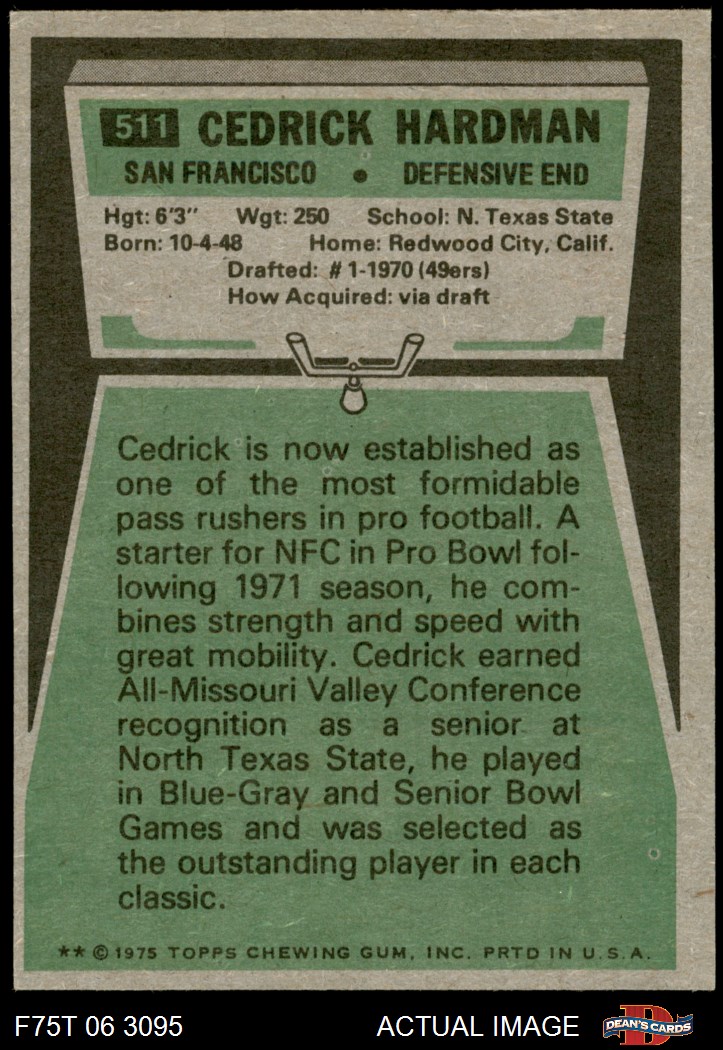 511 CEDRICK HARDMAN
SAN FRANCISCO • DEFENSIVE END
Hgt: 6'3" Wgt: 250 School: N. Texas State
Born: 10-4-48 Home: Redwood City, Calif.
Drafted: #1-1970 (49ers)
How Acquired: via draft
Cedrick is now established as
one of the most formidable
pass rushers in pro football. A
starter for NFC in Pro Bowl fol-
lowing 1971 season, he com-
bines strength and speed with
great mobility. Cedrick earned
All-Missouri Valley Conference
recognition as a senior at
North Texas State, he played
in Blue-Gray and Senior Bowl
Games and was selected as
the outstanding player in each
classic.
** © 1975 TOPPS CHEWING GUM, INC. PRTD IN U.S.A.
F75T 06 3095 ACTUAL IMAGE D DEAN'S CARDS